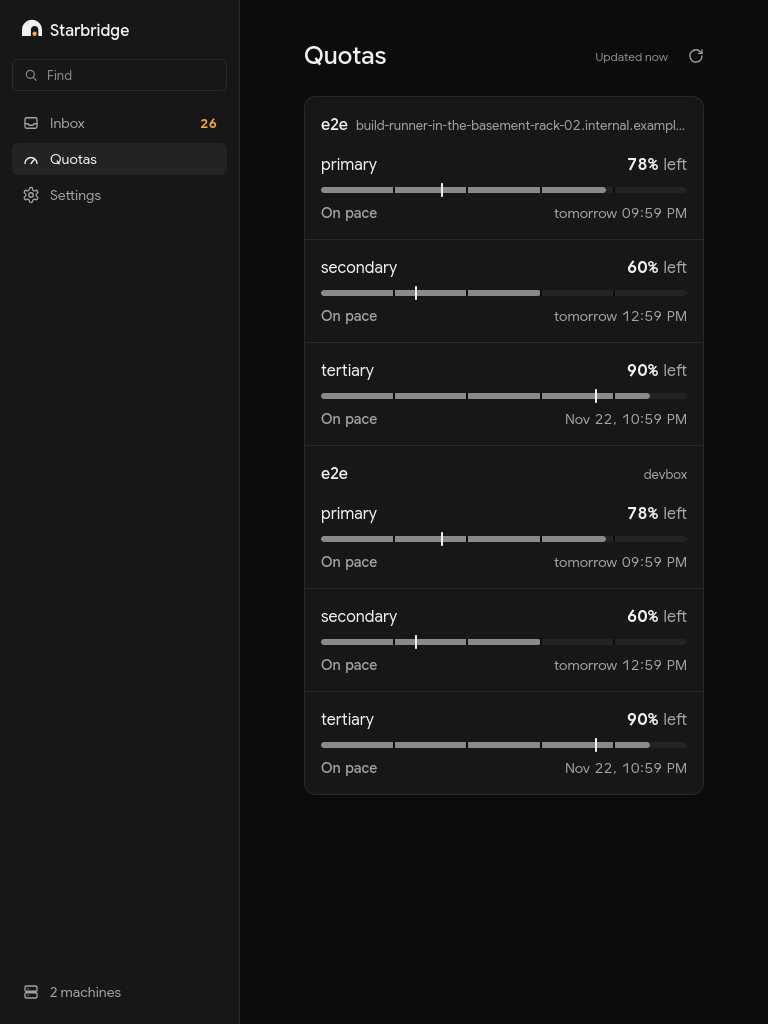 Starbridge
Find
Inbox 26
Quotas
Settings
2 machines
Quotas
Updated now
e2e build-runner-in-the-basement-rack-02.internal.exampl...
primary 78% left
On pace tomorrow 09:59 PM
secondary 60% left
On pace tomorrow 12:59 PM
tertiary 90% left
On pace Nov 22, 10:59 PM
e2e devbox
primary 78% left
On pace tomorrow 09:59 PM
secondary 60% left
On pace tomorrow 12:59 PM
tertiary 90% left
On pace Nov 22, 10:59 PM